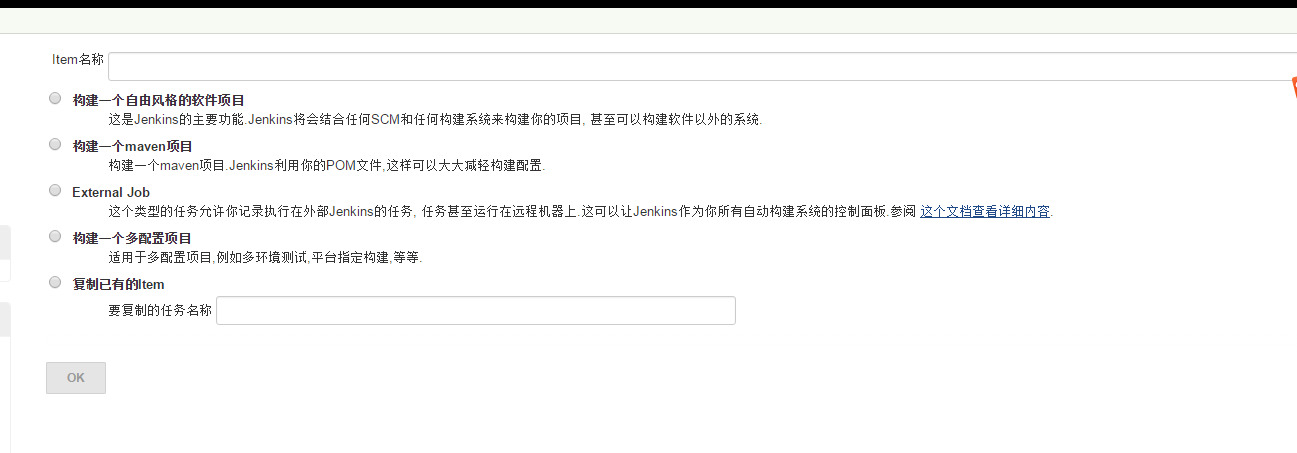 Item名称
构建一个自由风格的软件项目
这是Jenkins的主要功能.Jenkins将会结合任何SCM和任何构建系统来构建你的项目, 甚至可以构建软件以外的系统.
构建一个maven项目
构建一个maven项目.Jenkins利用你的POM文件,这样可以大大减轻构建配置.
External Job
这个类型的任务允许你记录执行在外部Jenkins的任务, 任务甚至运行在远程机器上.这可以让Jenkins作为你所有自动构建系统的控制面板.参阅 这个文档查看详细内容.
构建一个多配置项目
适用于多配置项目,例如多环境测试,平台指定构建,等等.
复制已有的Item
要复制的任务名称
OK